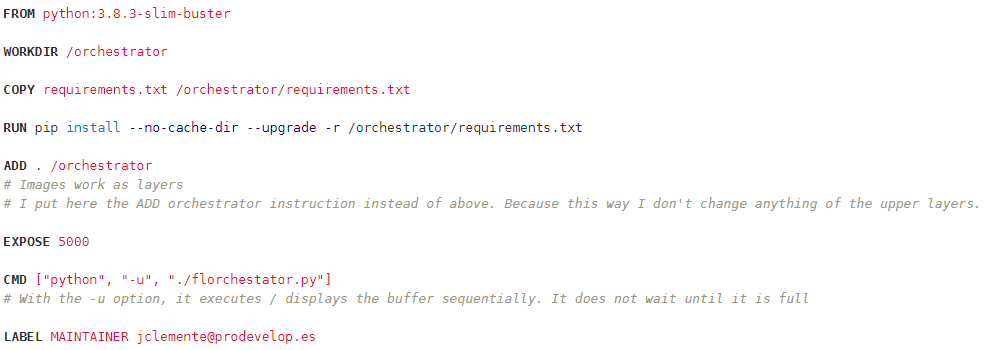 FROM python:3.8.3-slim-buster
WORKDIR /orchestrator
COPY requirements.txt /orchestrator/requirements.txt
RUN pip install --no-cache-dir --upgrade -r /orchestrator/requirements.txt
ADD . /orchestrator
# Images work as layers
# I put here the ADD orchestrator instruction instead of above. Because this way I don't change anything of the upper layers.
EXPOSE 5000
CMD ["python", "-u", "./florchestator.py"]
# With the -u option, it executes / displays the buffer sequentially. It does not wait until it is full
LABEL MAINTAINER jclemente@prodevelop.es